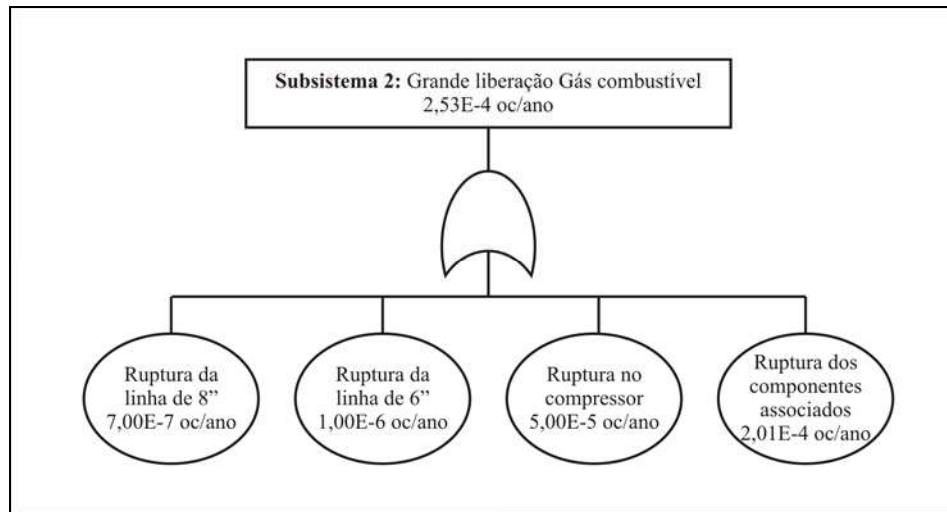 Subsistema 2: Grande liberação Gás combustível
2,53E-4 oc/ano
Ruptura da
linha de 8”
7,00E-7 oc/ano
Ruptura da
linha de 6”
1,00E-6 oc/ano
Ruptura no
compressor
5,00E-5 oc/ano
Ruptura dos
componentes
associados
2,01E-4 oc/ano